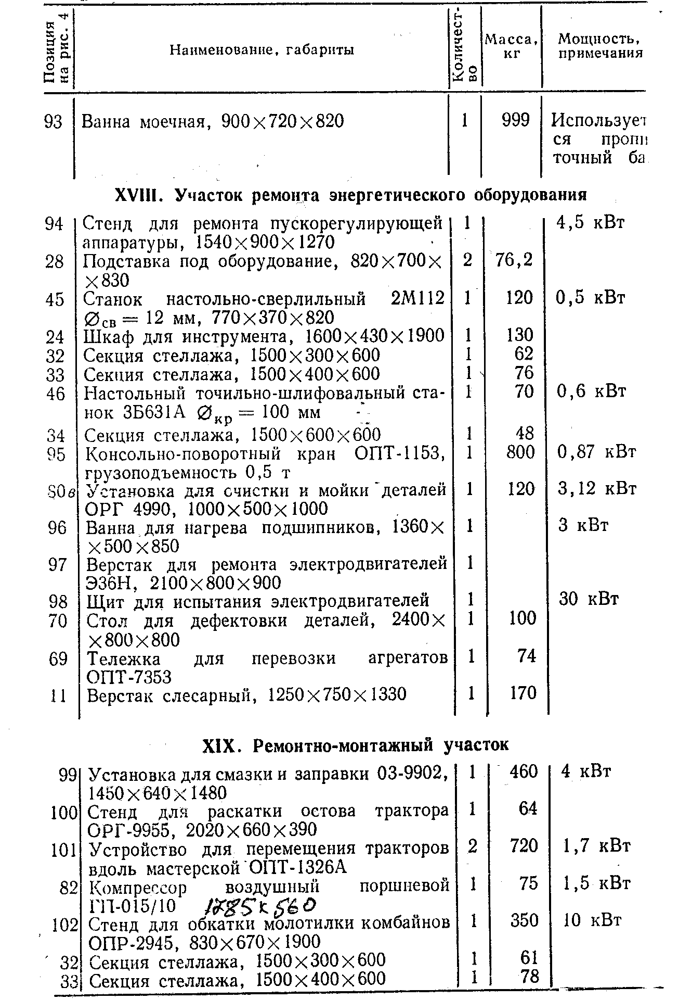 Позиция на рис. 4 Наименование, габариты Количест-во Масса, кг Мощность, примечания
93 Ванна моечная, 900×720×820 1 999 Использует
ся пропи
точный ба
XVIII. Участок ремонта энергетического оборудования
94 Стенд для ремонта пускорегулирующей 1 4,5 кВт
аппаратуры, 1540×900×1270
28 Подставка под оборудование, 820×700× 2 76,2
×830
45 Станок настольно-сверлильный 2М112 1 120 0,5 кВт
∅св = 12 мм, 770×370×820
24 Шкаф для инструмента, 1600×430×1900 1 130
32 Секция стеллажа, 1500×300×600 1 62
33 Секция стеллажа, 1500×400×600 1 76
46 Настольный точильно-шлифовальный ста- 1 70 0,6 кВт
нок 3Б631А ∅кр = 100 мм
34 Секция стеллажа, 1500×600×600 1 48
95 Консольно-поворотный кран ОПТ-1153, 1 800 0,87 кВт
грузоподъемность 0,5 т
80в Установка для очистки и мойки деталей 1 120 3,12 кВт
ОРГ 4990, 1000×500×1000
96 Ванна для нагрева подшипников, 1360× 1 3 кВт
×500×850
97 Верстак для ремонта электродвигателей 1
Э36Н, 2100×800×900
98 Щит для испытания электродвигателей 1 30 кВт
70 Стол для дефектовки деталей, 2400× 1 100
×800×800
69 Тележка для перевозки агрегатов 1 74
ОПТ-7353
11 Верстак слесарный, 1250×750×1330 1 170
XIX. Ремонтно-монтажный участок
99 Установка для смазки и заправки 03-9902, 1 460 4 кВт
1450×640×1480
100 Стенд для раскатки остова трактора 1 64
ОРГ-9955, 2020×660×390
101 Устройство для перемещения тракторов 2 720 1,7 кВт
вдоль мастерской ОПТ-1326А
82 Компрессор воздушный поршневой 1 75 1,5 кВт
ГП-015/10
102 Стенд для обкатки молотилки комбайнов 1 350 10 кВт
ОПР-2945, 830×670×1900
32 Секция стеллажа, 1500×300×600 1 61
33 Секция стеллажа, 1500×400×600 1 78